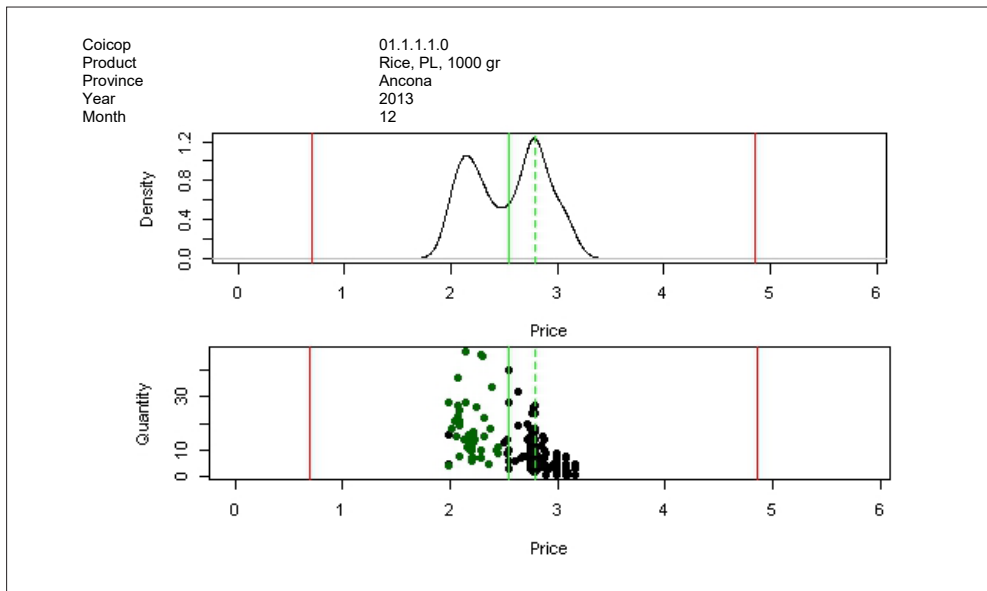 Coicop 01.1.1.1.0
Product Rice, PL, 1000 gr
Province Ancona
Year 2013
Month 12
Density
1.2
0.8
0.4
0.0
0 1 2 3 4 5 6
Price
Quantity
30
10
0
0 1 2 3 4 5 6
Price